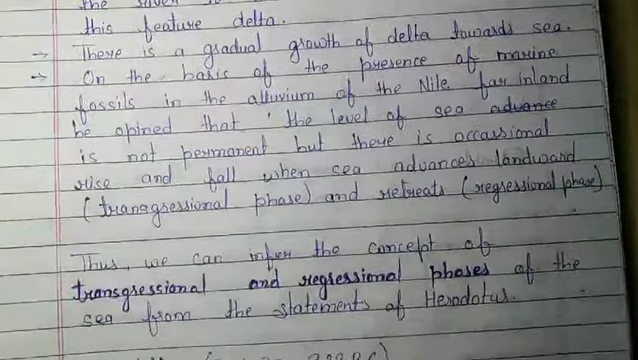 the river
this feature delta.
→ There is a gradual growth of delta towards sea.
→ On the basis of the presence of marine
fossils in the alluvium of the Nile far inland
he opined that 'the level of sea advance
is not permanent but there is occassional
rise and fall when sea advances landward
(transgressional phase) and retreats (regressional phase)
Thus, we can infer the concept of
transgressional and regressional phases of the
sea from the statements of Herodotus.